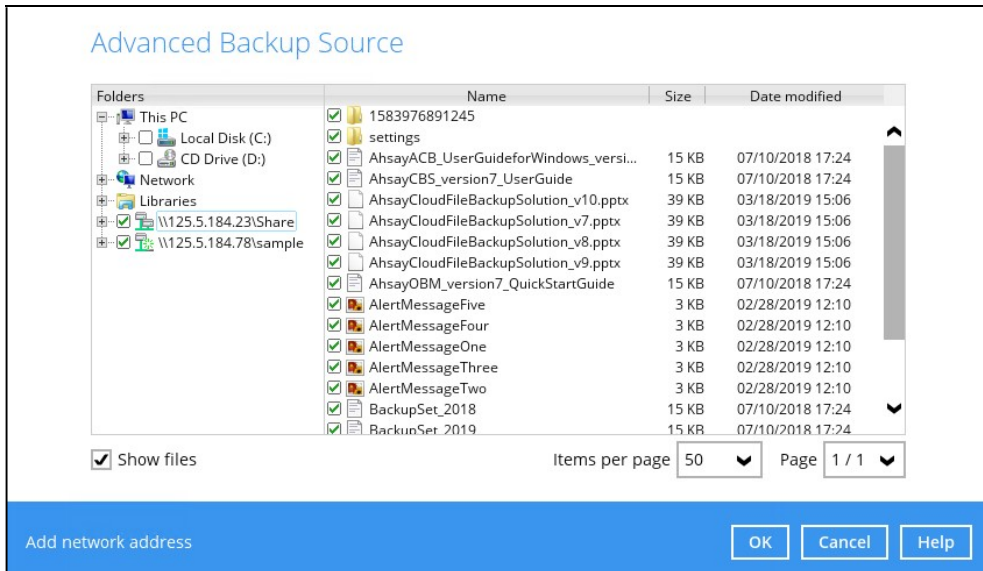 Advanced Backup Source
Folders Name Size Date modified
This PC
Local Disk (C:)
CD Drive (D:)
Network
Libraries
\\125.5.184.23\Share
\\125.5.184.78\sample
1583976891245
settings
AhsayACB_UserGuideforWindows_versi... 15 KB 07/10/2018 17:24
AhsayCBS_version7_UserGuide 15 KB 07/10/2018 17:24
AhsayCloudFileBackupSolution_v10.pptx 39 KB 03/18/2019 15:06
AhsayCloudFileBackupSolution_v7.pptx 39 KB 03/18/2019 15:06
AhsayCloudFileBackupSolution_v8.pptx 39 KB 03/18/2019 15:06
AhsayCloudFileBackupSolution_v9.pptx 39 KB 03/18/2019 15:06
AhsayOBM_version7_QuickStartGuide 15 KB 07/10/2018 17:24
AlertMessageFive 3 KB 02/28/2019 12:10
AlertMessageFour 3 KB 02/28/2019 12:10
AlertMessageOne 3 KB 02/28/2019 12:10
AlertMessageThree 3 KB 02/28/2019 12:10
AlertMessageTwo 3 KB 02/28/2019 12:10
BackupSet_2018 15 KB 07/10/2018 17:24
BackupSet_2019 15 KB 07/10/2018 17:24
Show files Items per page 50 Page 1 / 1
Add network address OK Cancel Help